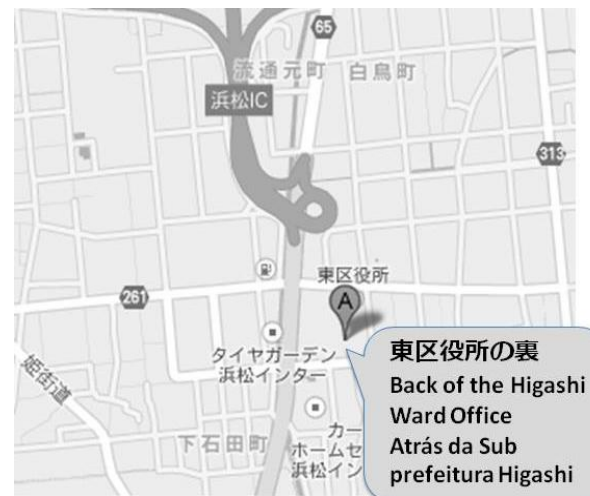 65
流通元町
白鳥町
浜松IC
313
東区役所
A
261
タイヤガーデン
浜松インター
姫街道
下石田町
カー
ホームセ
浜松イン
東区役所の裏
Back of the Higashi
Ward Office
Atrás da Sub
prefeitura Higashi